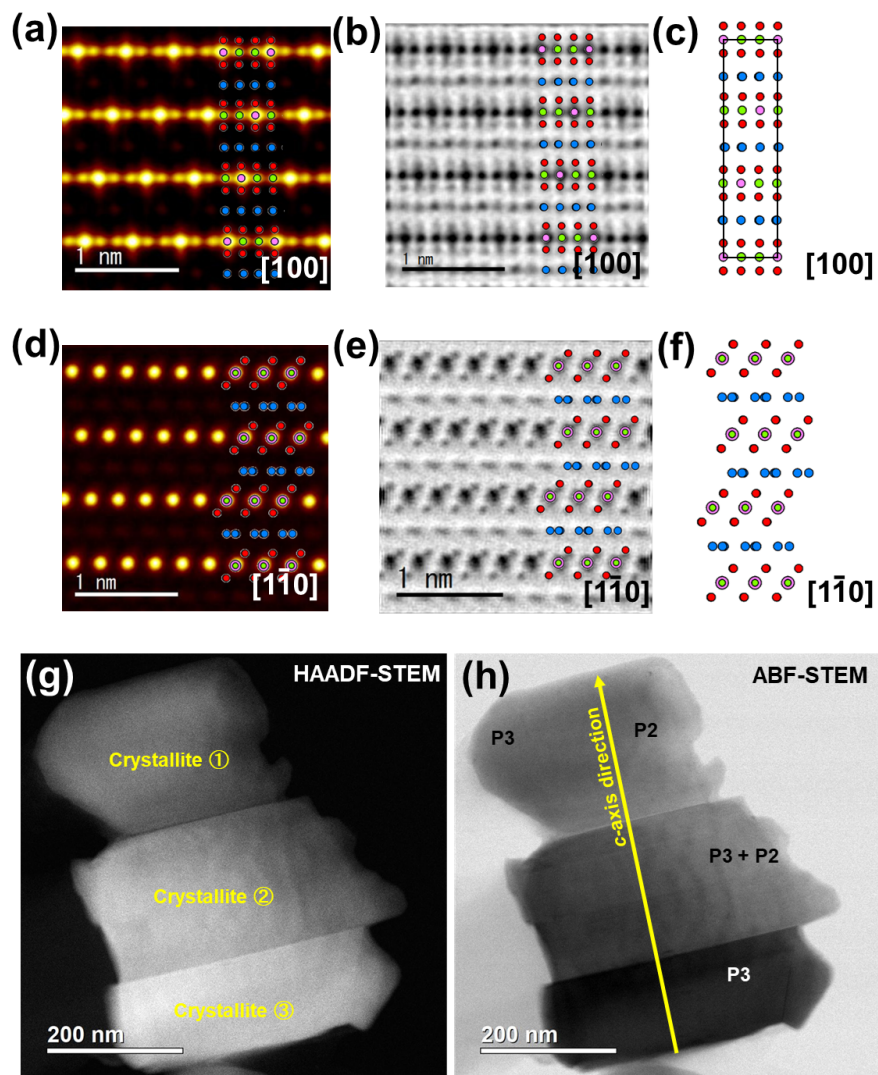 (a)
(b)
(c)
1 nm
[100]
1 nm
[100]
[100]
(d)
(e)
(f)
1 nm
[11̄0]
1 nm
[11̄0]
[11̄0]
(g)
HAADF-STEM
Crystallite ①
Crystallite ②
Crystallite ③
200 nm
(h)
ABF-STEM
P3
P2
c-axis direction
P3 + P2
P3
200 nm